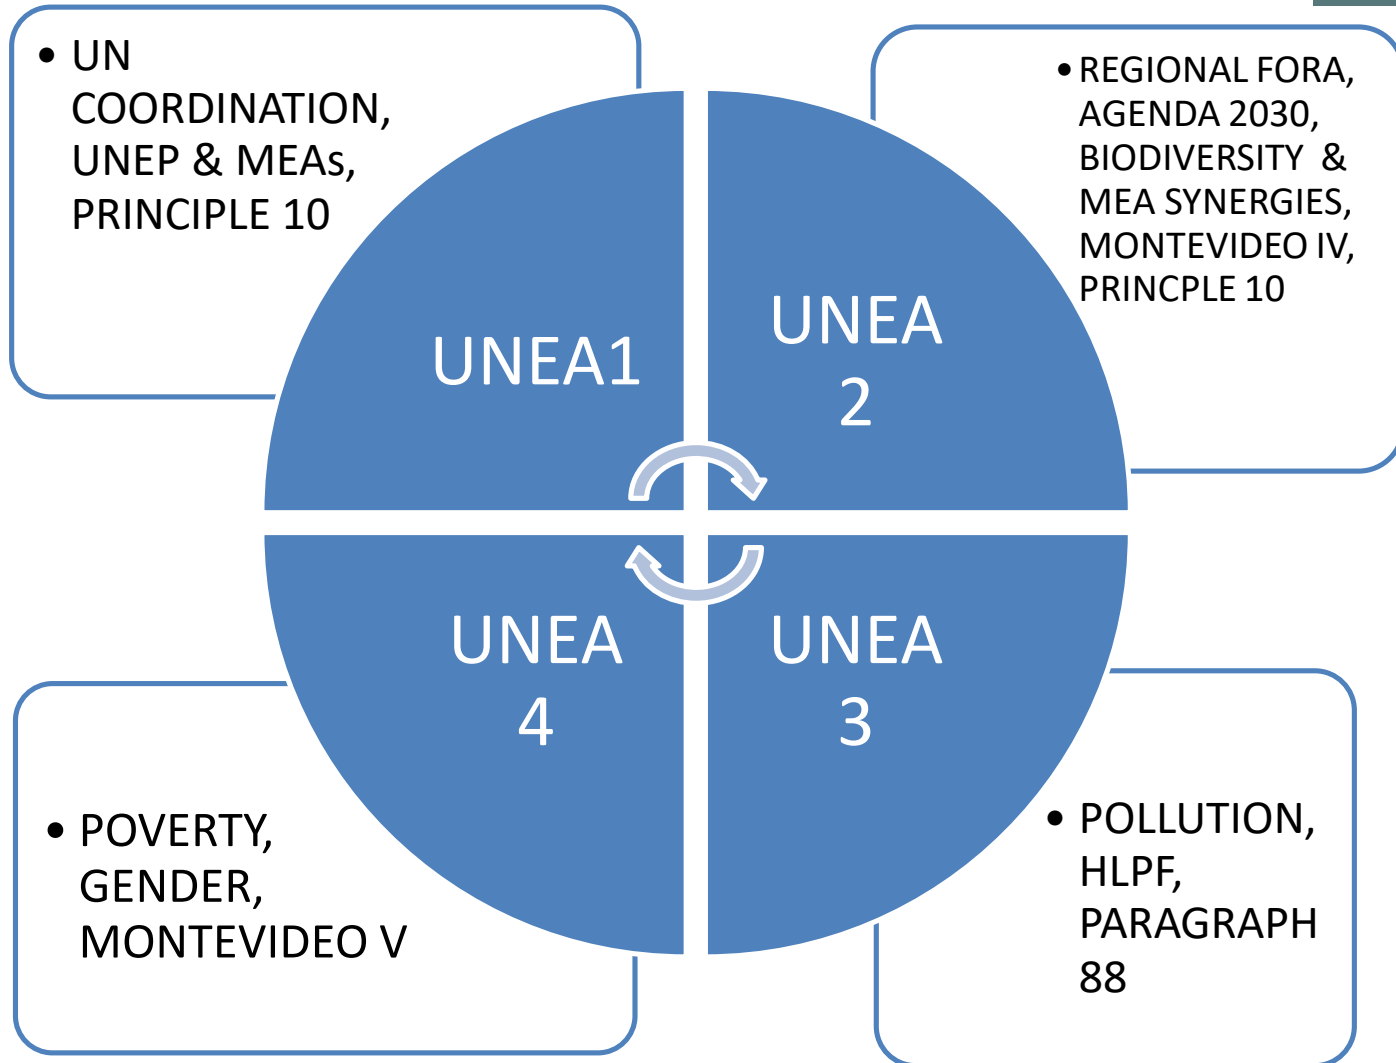 • UN
COORDINATION,
UNEP & MEAs,
PRINCIPLE 10
• REGIONAL FORA,
AGENDA 2030,
BIODIVERSITY &
MEA SYNERGIES,
MONTEVIDEO IV,
PRINCPLE 10
UNEA1
UNEA
2
UNEA
4
UNEA
3
• POVERTY,
GENDER,
MONTEVIDEO V
• POLLUTION,
HLPF,
PARAGRAPH
88